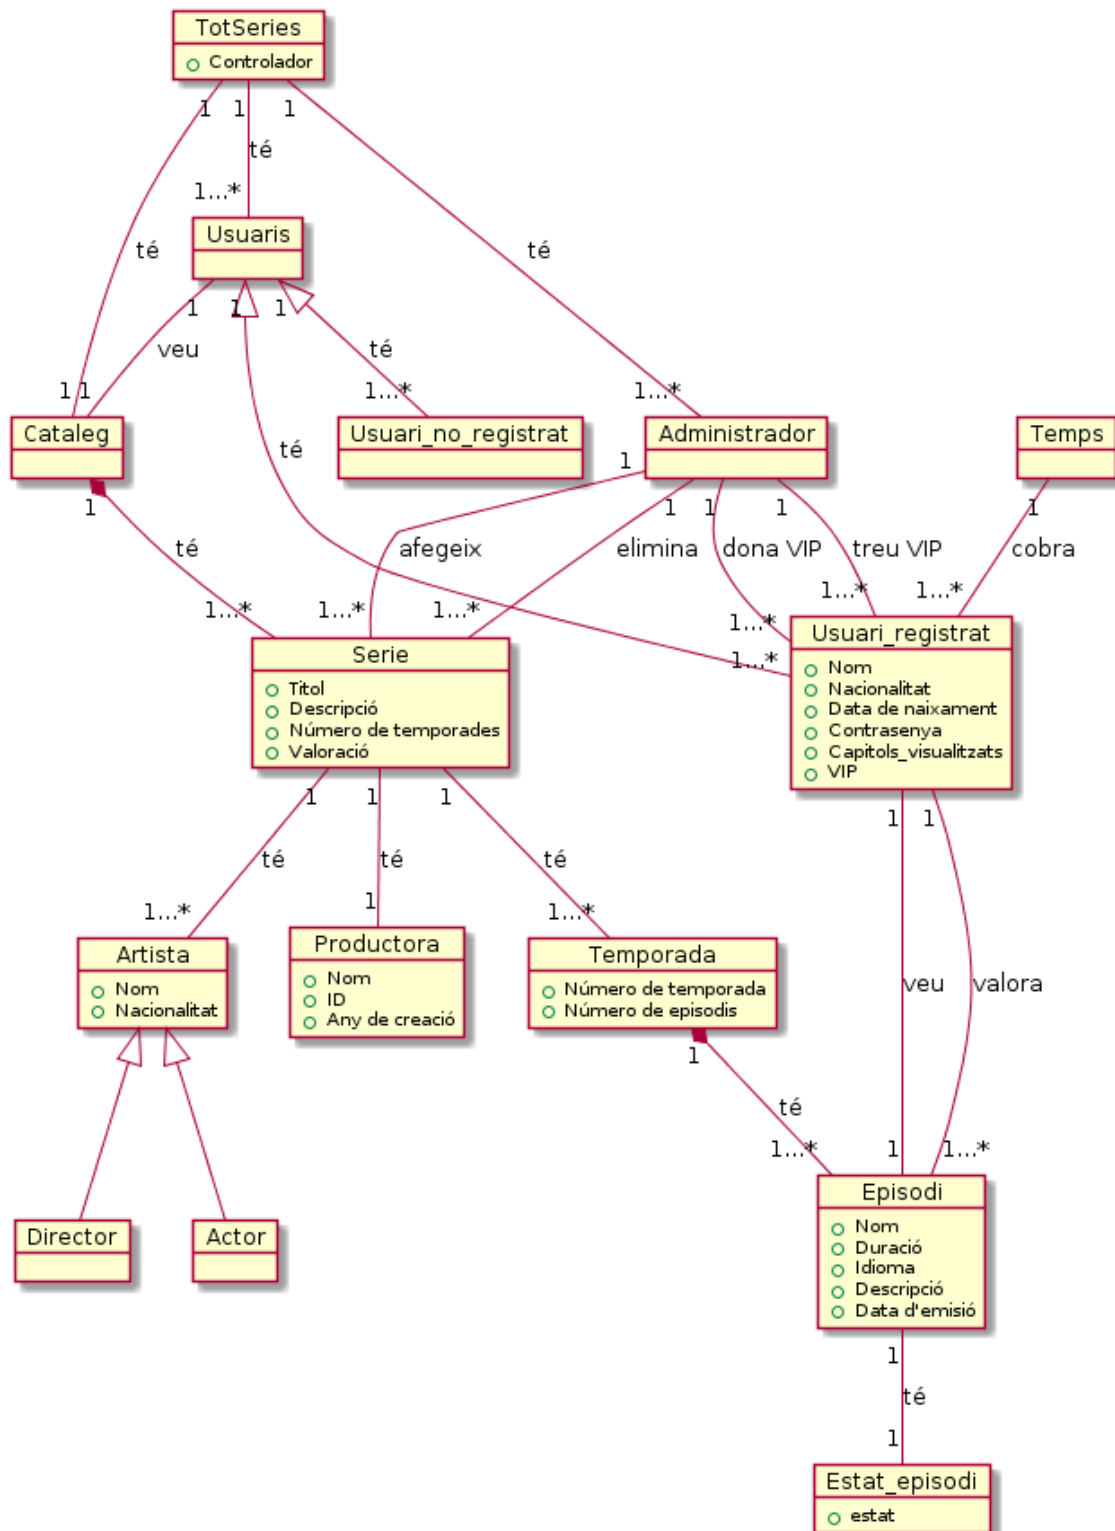 TotSeries
Controlador
1 1 1
té
1...*
Usuaris
té
té
1 1 1
veu
té
1 1
1...*
1...*
Cataleg
Usuari_no_registrat
Administrador
Temps
té
1
1
1 1 1
1
té
afegeix
elimina
dona VIP
treu VIP
cobra
1...*
1...*
1...*
1...*
1...*
1...*
1...*
Serie
Titol
Descripció
Número de temporades
Valoració
Usuari_registrat
Nom
Nacionalitat
Data de naixament
Contrasenya
Capitols_visualitzats
VIP
1 1 1
1 1
té
té
té
1...*
1
1...*
Artista
Nom
Nacionalitat
Productora
Nom
ID
Any de creació
Temporada
Número de temporada
Número de episodis
veu
valora
1
té
1...*
1
1...*
Director
Actor
Episodi
Nom
Duració
Idioma
Descripció
Data d'emisió
1
té
1
Estat_episodi
estat